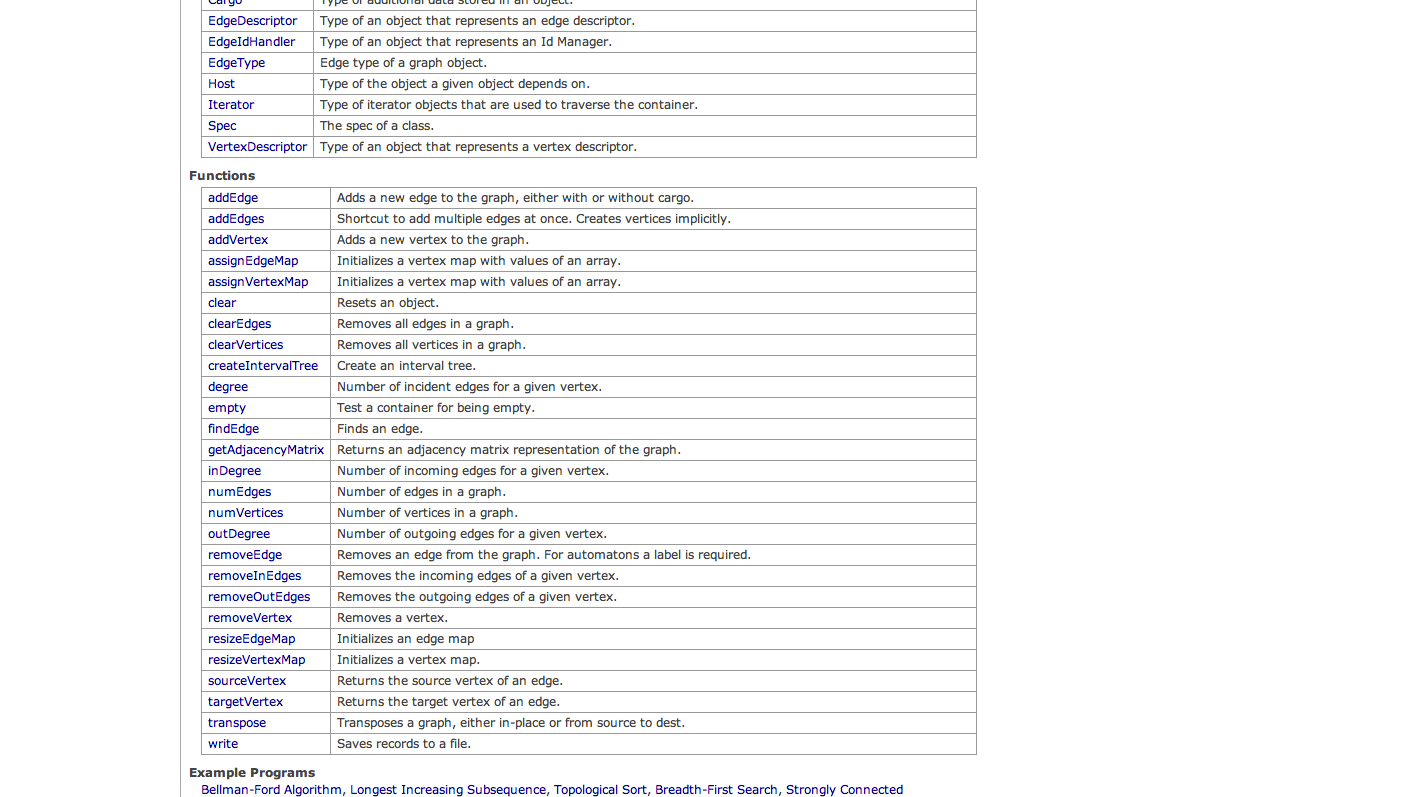 Cargo Type of additional data stored in an object.
EdgeDescriptor Type of an object that represents an edge descriptor.
EdgeIdHandler Type of an object that represents an Id Manager.
EdgeType Edge type of a graph object.
Host Type of the object a given object depends on.
Iterator Type of iterator objects that are used to traverse the container.
Spec The spec of a class.
VertexDescriptor Type of an object that represents a vertex descriptor.
Functions
addEdge Adds a new edge to the graph, either with or without cargo.
addEdges Shortcut to add multiple edges at once. Creates vertices implicitly.
addVertex Adds a new vertex to the graph.
assignEdgeMap Initializes a vertex map with values of an array.
assignVertexMap Initializes a vertex map with values of an array.
clear Resets an object.
clearEdges Removes all edges in a graph.
clearVertices Removes all vertices in a graph.
createIntervalTree Create an interval tree.
degree Number of incident edges for a given vertex.
empty Test a container for being empty.
findEdge Finds an edge.
getAdjacencyMatrix Returns an adjacency matrix representation of the graph.
inDegree Number of incoming edges for a given vertex.
numEdges Number of edges in a graph.
numVertices Number of vertices in a graph.
outDegree Number of outgoing edges for a given vertex.
removeEdge Removes an edge from the graph. For automatons a label is required.
removeInEdges Removes the incoming edges of a given vertex.
removeOutEdges Removes the outgoing edges of a given vertex.
removeVertex Removes a vertex.
resizeEdgeMap Initializes an edge map
resizeVertexMap Initializes a vertex map.
sourceVertex Returns the source vertex of an edge.
targetVertex Returns the target vertex of an edge.
transpose Transposes a graph, either in-place or from source to dest.
write Saves records to a file.
Example Programs
Bellman-Ford Algorithm, Longest Increasing Subsequence, Topological Sort, Breadth-First Search, Strongly Connected